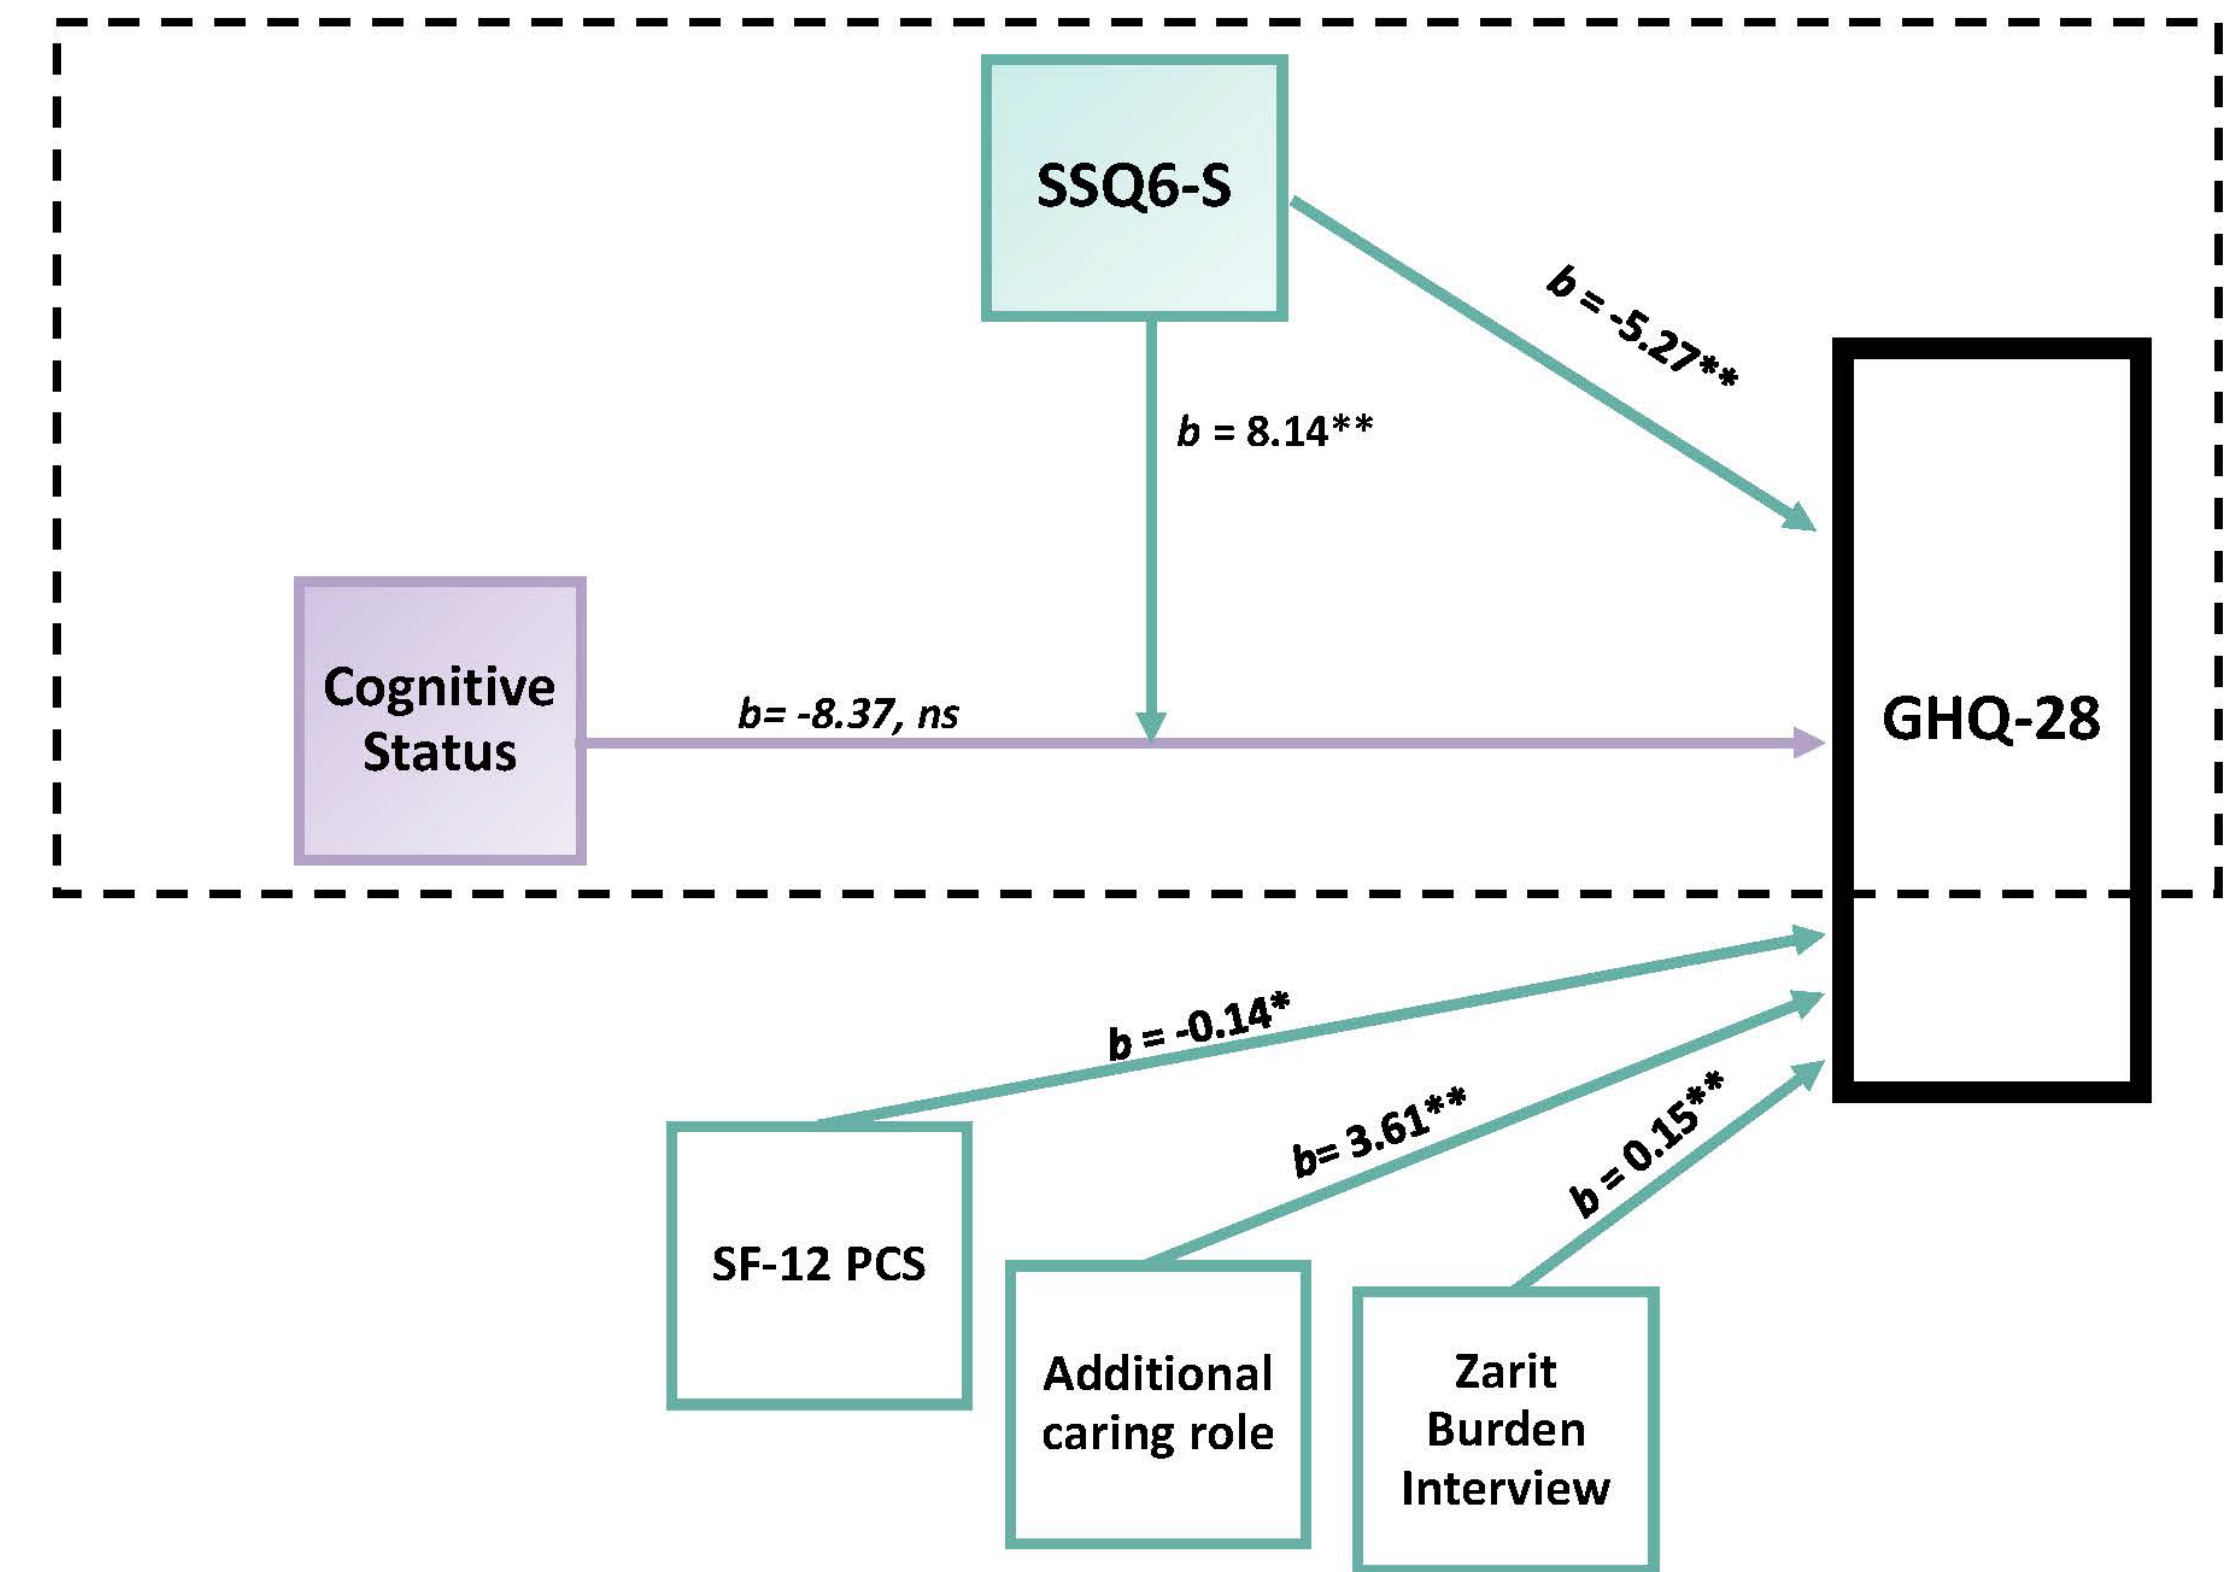 SSQ6-S
b = -5.27**
b = 8.14**
Cognitive
Status
b= -8.37, ns
GHQ-28
b = -0.14*
b= 3.61**
b = 0.15**
SF-12 PCS
Additional
caring role
Zarit
Burden
Interview